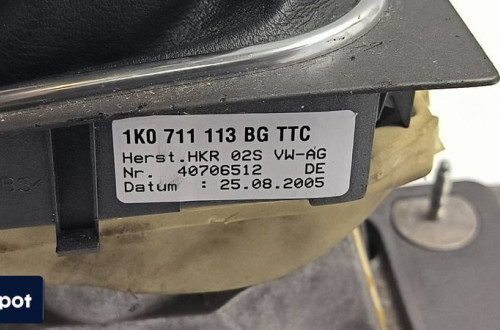 1K0 711 113 BG TTC
Herst.HKR 02S VW-AG
Nr. 40706512 DE
Datum : 25.08.2005
pot